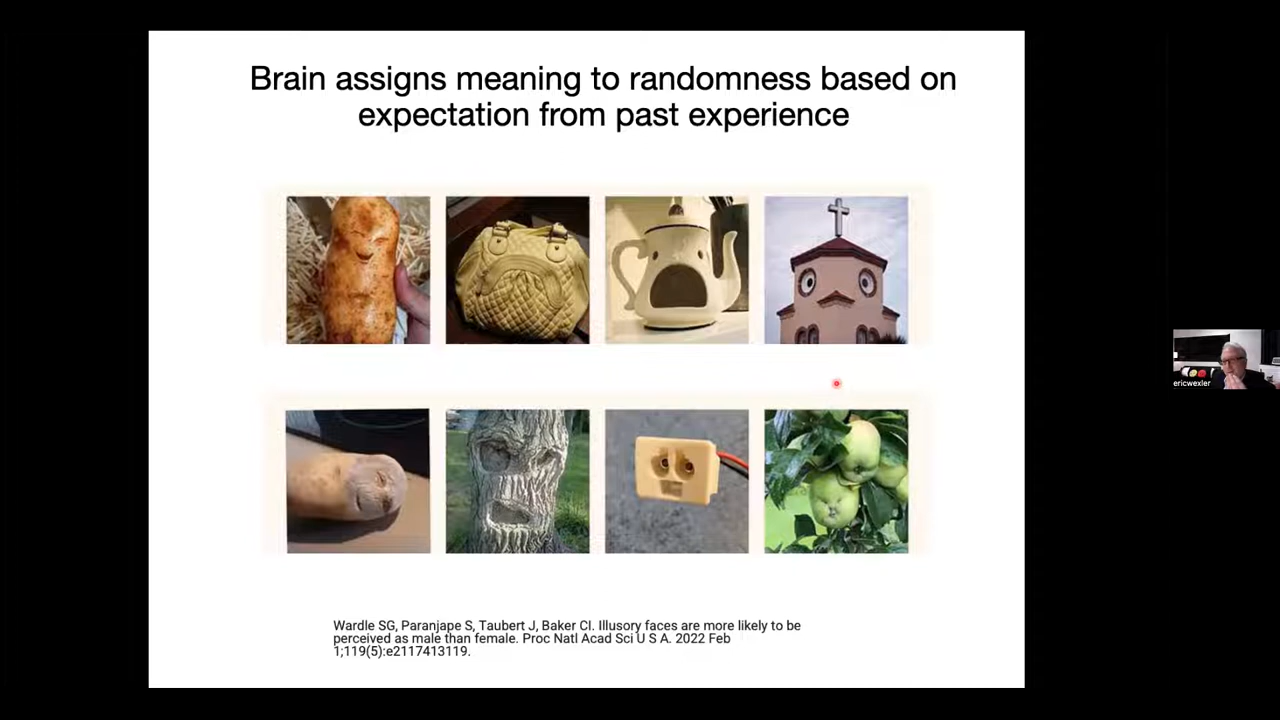 Brain assigns meaning to randomness based on
expectation from past experience
Wardle SG, Paranjape S, Taubert J, Baker CI. Illusory faces are more likely to be
perceived as male than female. Proc Natl Acad Sci U S A. 2022 Feb
1;119(5):e2117413119.
ericwexler